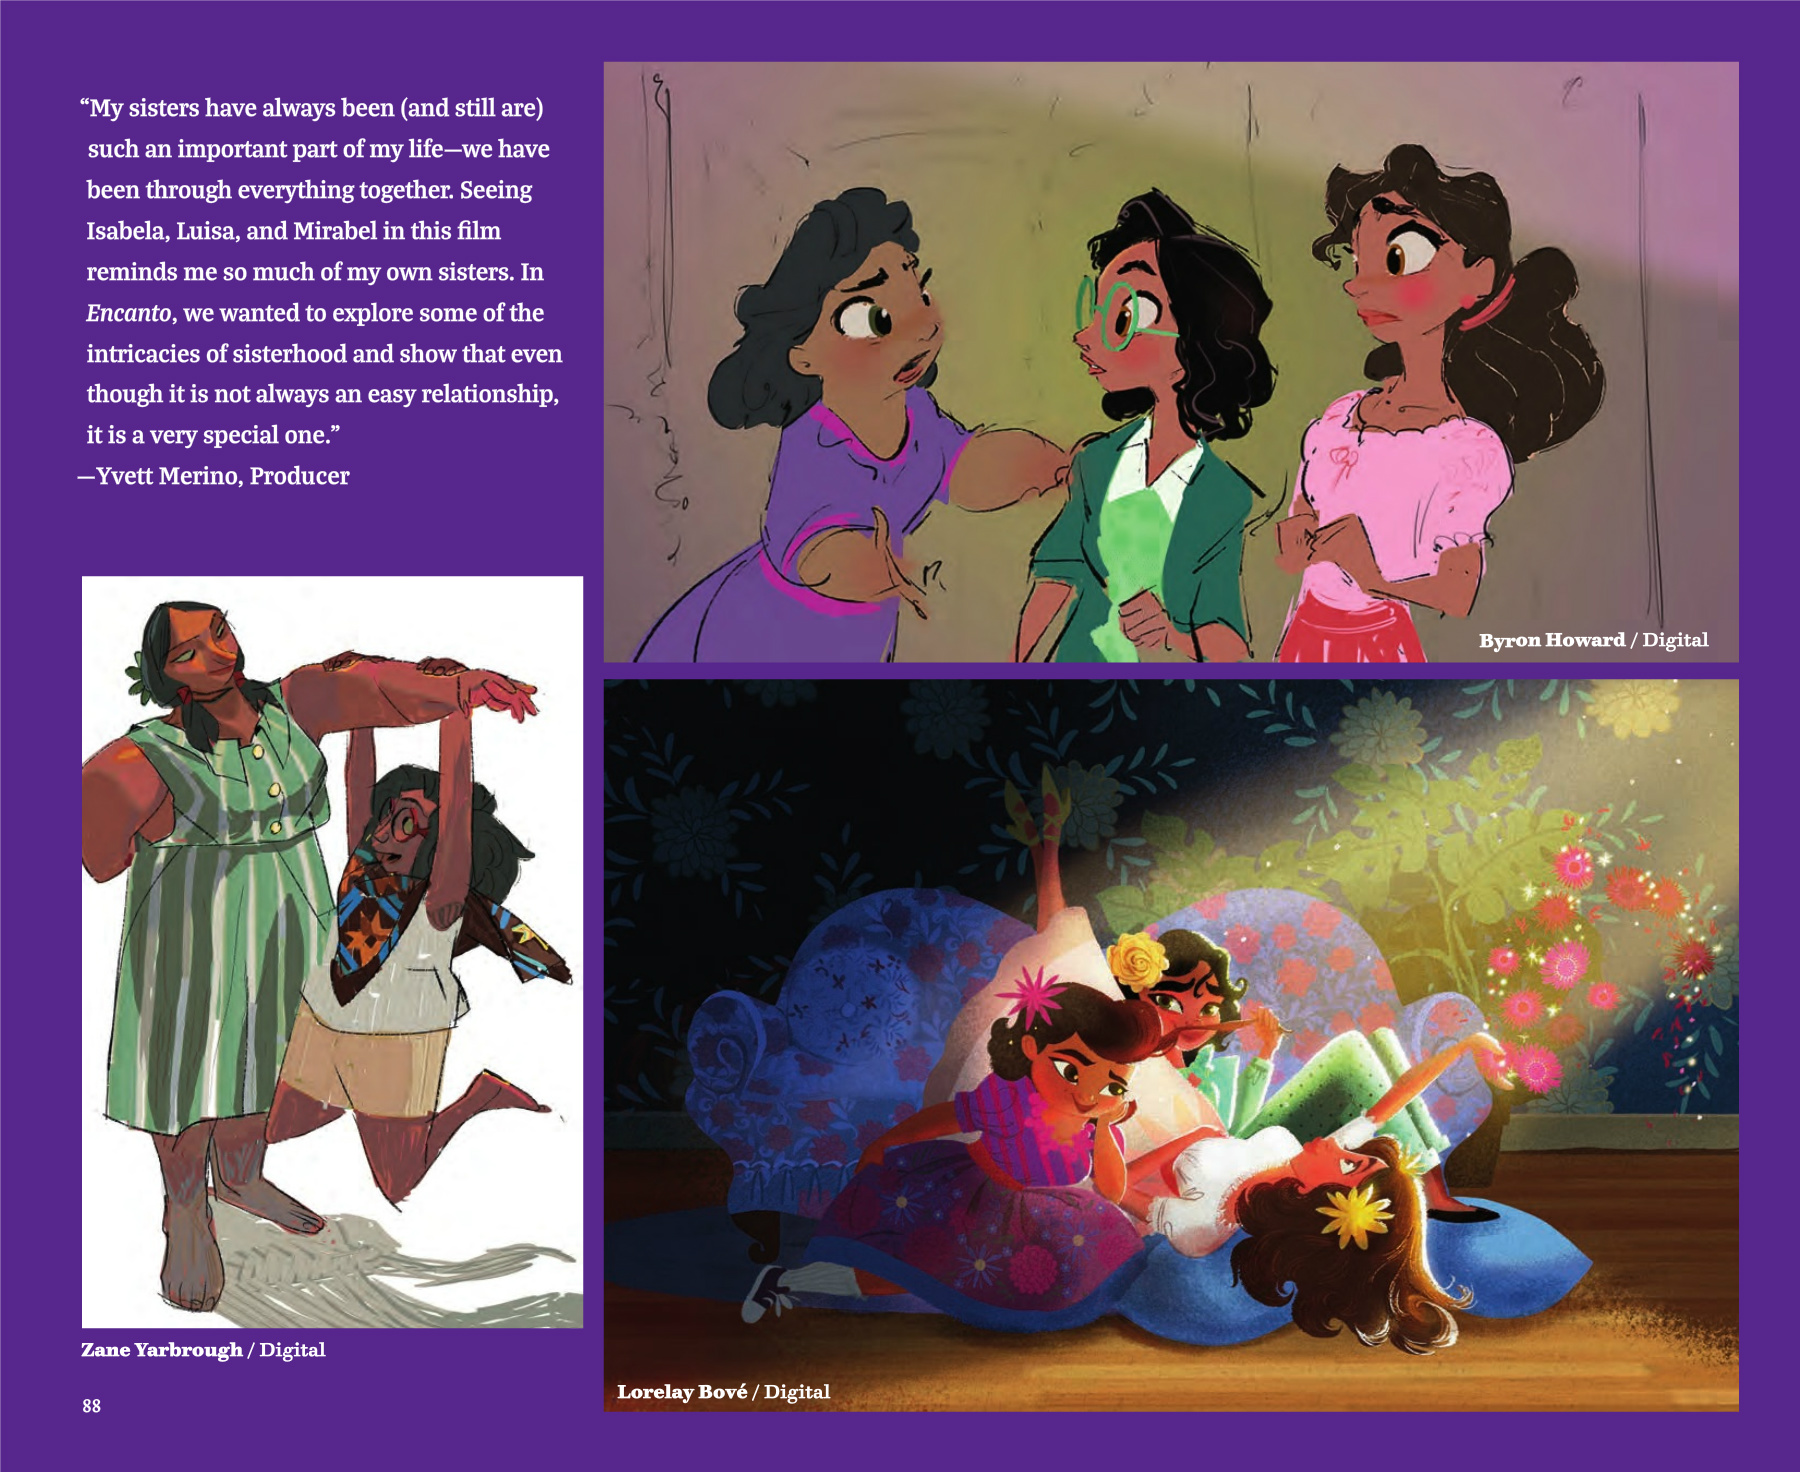 “My sisters have always been (and still are)
such an important part of my life—we have
been through everything together. Seeing
Isabela, Luisa, and Mirabel in this film
reminds me so much of my own sisters. In
Encanto, we wanted to explore some of the
intricacies of sisterhood and show that even
though it is not always an easy relationship,
it is a very special one.”
—Yvett Merino, Producer
Byron Howard / Digital
Zane Yarbrough / Digital
Lorelay Bové / Digital
88